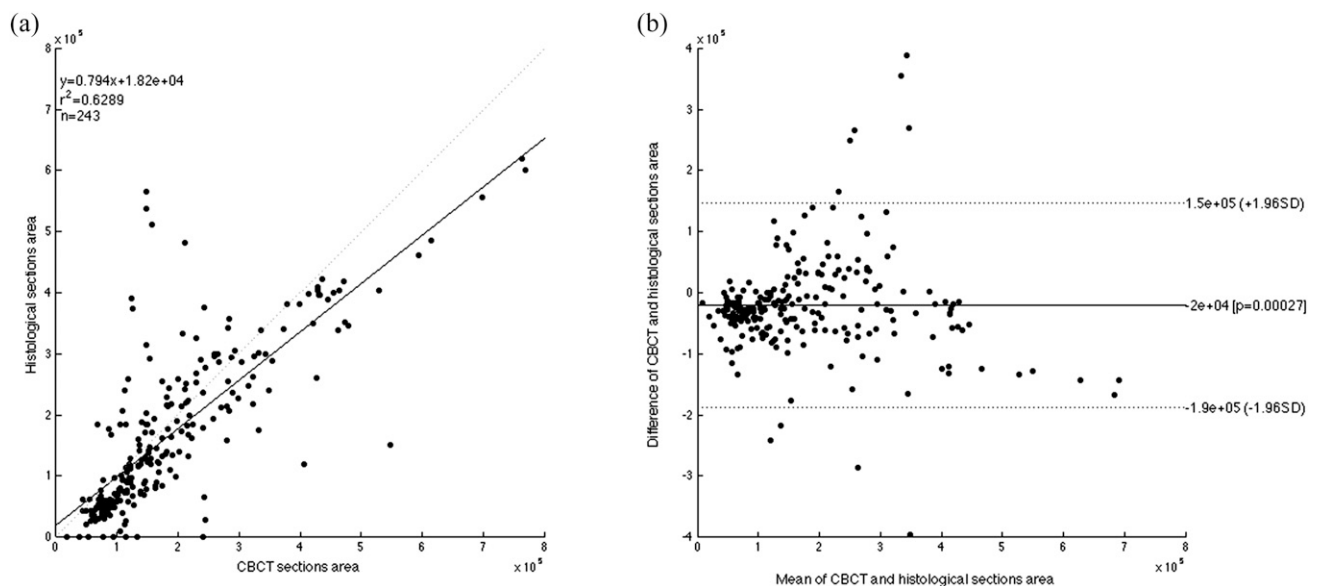 (a)
x 10^5
8
7
6
5
4
3
2
1
0
y=0.794x+1.82e+04
r^2=0.6289
n=243
Histological sections area
0 1 2 3 4 5 6 7 8
CBCT sections area
x 10^5
(b)
x 10^5
4
3
2
1
0
-1
-2
-3
-4
Difference of CBCT and histological sections area
1.5e+05 (+1.96SD)
-2e+04 [p=0.00027]
-1.9e+05 (-1.96SD)
0 1 2 3 4 5 6 7 8
x 10^5
Mean of CBCT and histological sections area